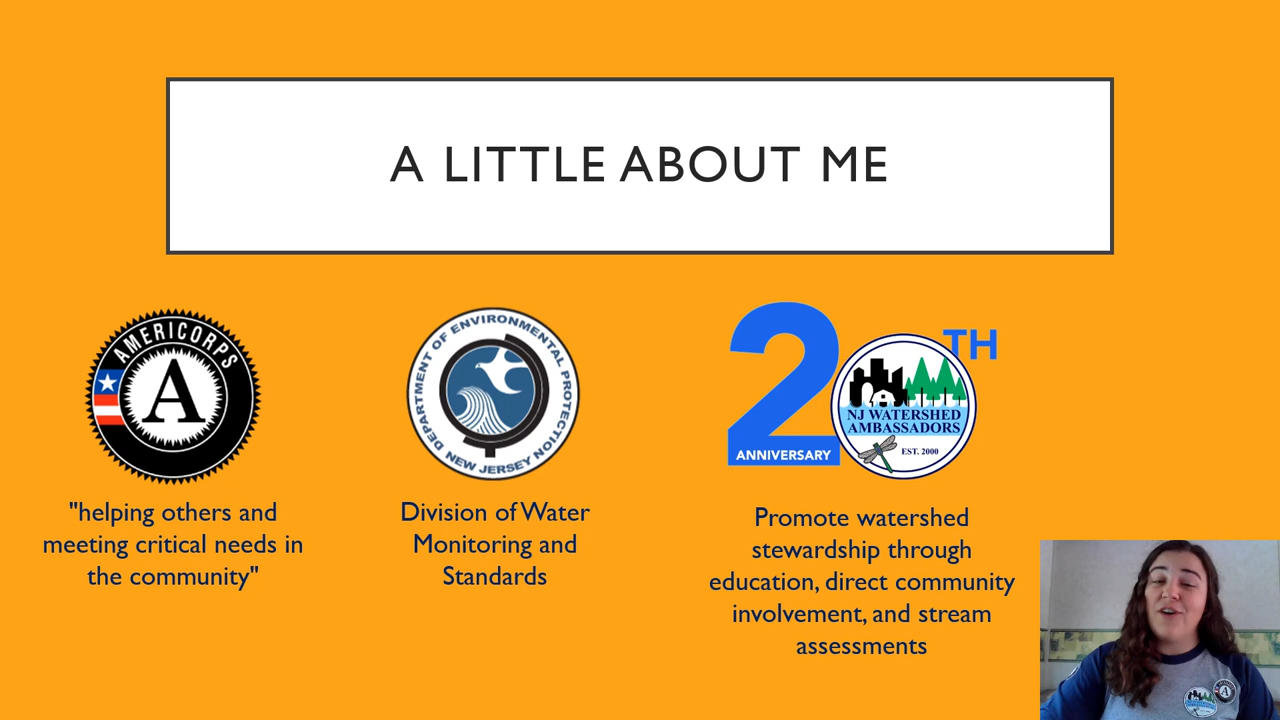 A LITTLE ABOUT ME
AMERICORPS
A
"helping others and
meeting critical needs in
the community"
DEPARTMENT OF ENVIRONMENTAL PROTECTION
NEW JERSEY
Division of Water
Monitoring and
Standards
20TH
ANNIVERSARY
NJ WATERSHED
AMBASSADORS
EST. 2000
Promote watershed
stewardship through
education, direct community
involvement, and stream
assessments
A